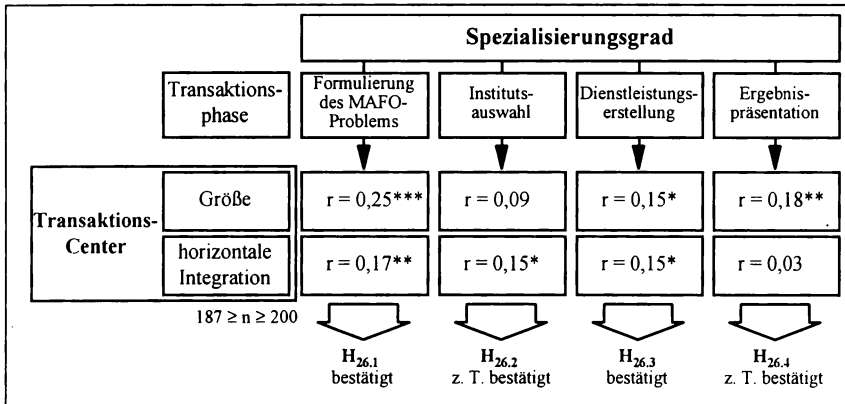 Spezialisierungsgrad
Transaktions-
phase
Formulierung
des MAFO-
Problems
Instituts-
auswahl
Dienstleistungs-
erstellung
Ergebnis-
präsentation
Transaktions-
Center
Größe
r = 0,25***
r = 0,09
r = 0,15*
r = 0,18**
horizontale
Integration
r = 0,17**
r = 0,15*
r = 0,15*
r = 0,03
187 ≥ n ≥ 200
H26.1
bestätigt
H26.2
z. T. bestätigt
H26.3
bestätigt
H26.4
z. T. bestätigt